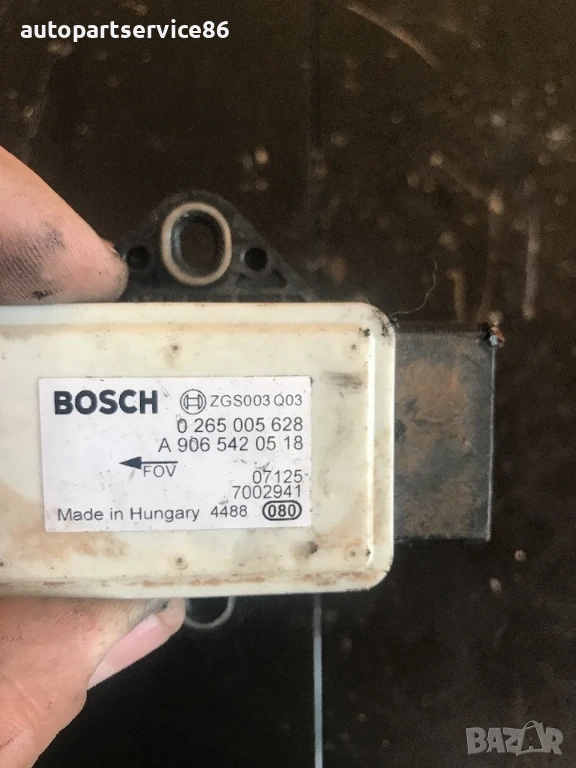 autopartservice86
BOSCH ZGS003 Q03
0 265 005 628
A 906 542 05 18
FOV 07125
7002941
Made in Hungary 4488 080
BAZAR